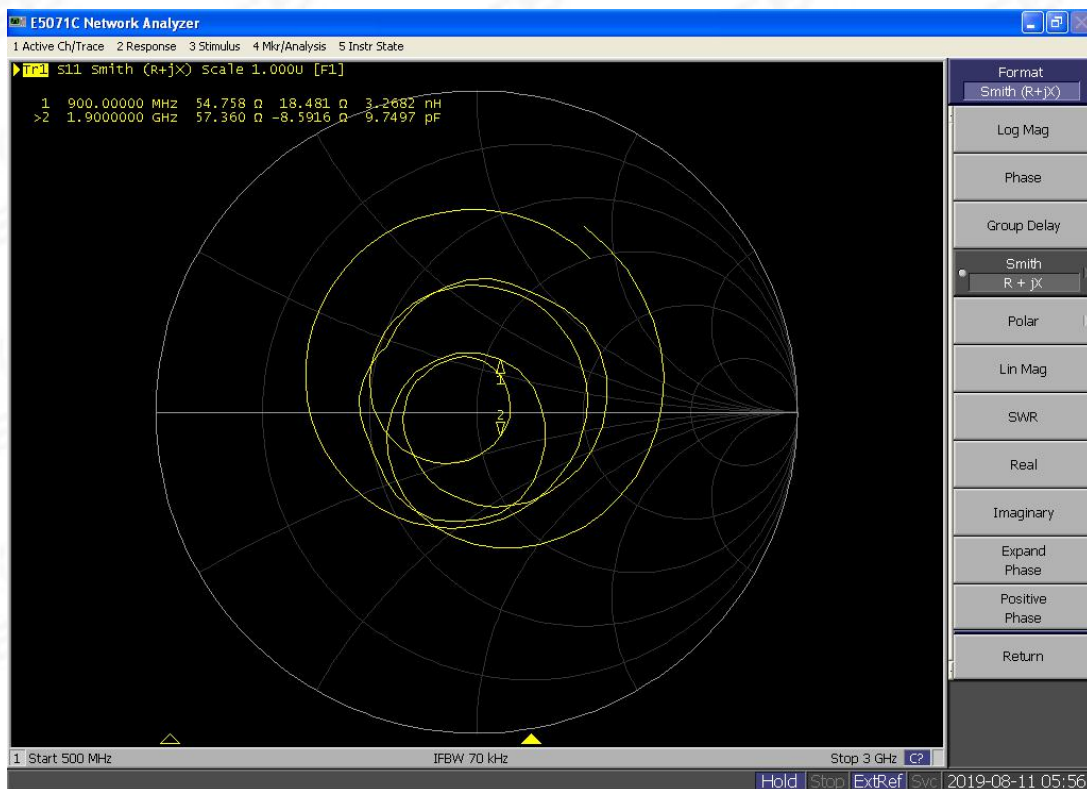 E5071C Network Analyzer
1 Active Ch/Trace 2 Response 3 Stimulus 4 Mkr/Analysis 5 Instr State
Tr1 S11 Smith (R+jX) Scale 1.000U [F1]
1 900.00000 MHz 54.758 Ω 18.481 Ω 3.2682 nH
>2 1.9000000 GHz 57.360 Ω -8.5916 Ω 9.7497 pF
1
2
Format
Smith (R+jX)
Log Mag
Phase
Group Delay
Smith
R + jX
Polar
Lin Mag
SWR
Real
Imaginary
Expand
Phase
Positive
Phase
Return
1 Start 500 MHz IFBW 70 kHz Stop 3 GHz C?
Hold Stop ExtRef Svc 2019-08-11 05:56